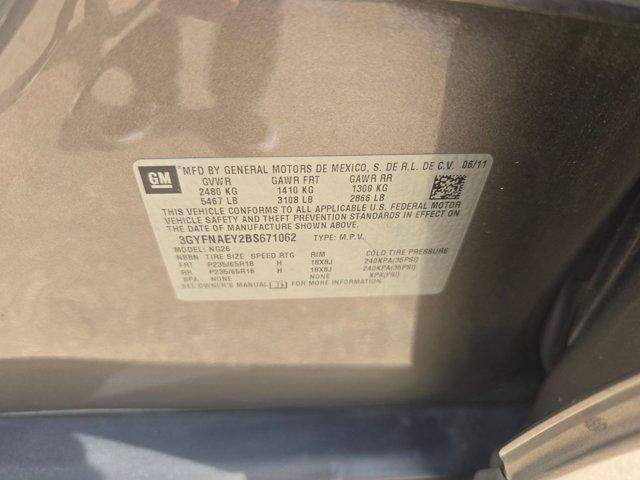 GM
MFD BY GENERAL MOTORS DE MEXICO, S. DE R.L. DE C.V. 06/11
GVWR GAWR FRT GAWR RR
2480 KG 1410 KG 1300 KG
5467 LB 3108 LB 2866 LB
THIS VEHICLE CONFORMS TO ALL APPLICABLE U.S. FEDERAL MOTOR
VEHICLE SAFETY AND THEFT PREVENTION STANDARDS IN EFFECT ON
THE DATE OF MANUFACTURE SHOWN ABOVE.
3GYFNAEY2BS671062 TYPE: M.P.V.
MODEL: NG26
NBBN TIRE SIZE SPEED RTG RIM COLD TIRE PRESSURE
FRT P235/65R18 H 18X8J 240KPA(35PSI)
RR P235/65R18 H 18X8J 240KPA(35PSI)
SPA NONE NONE KPA(PSI)
SEE OWNER'S MANUAL FOR MORE INFORMATION.